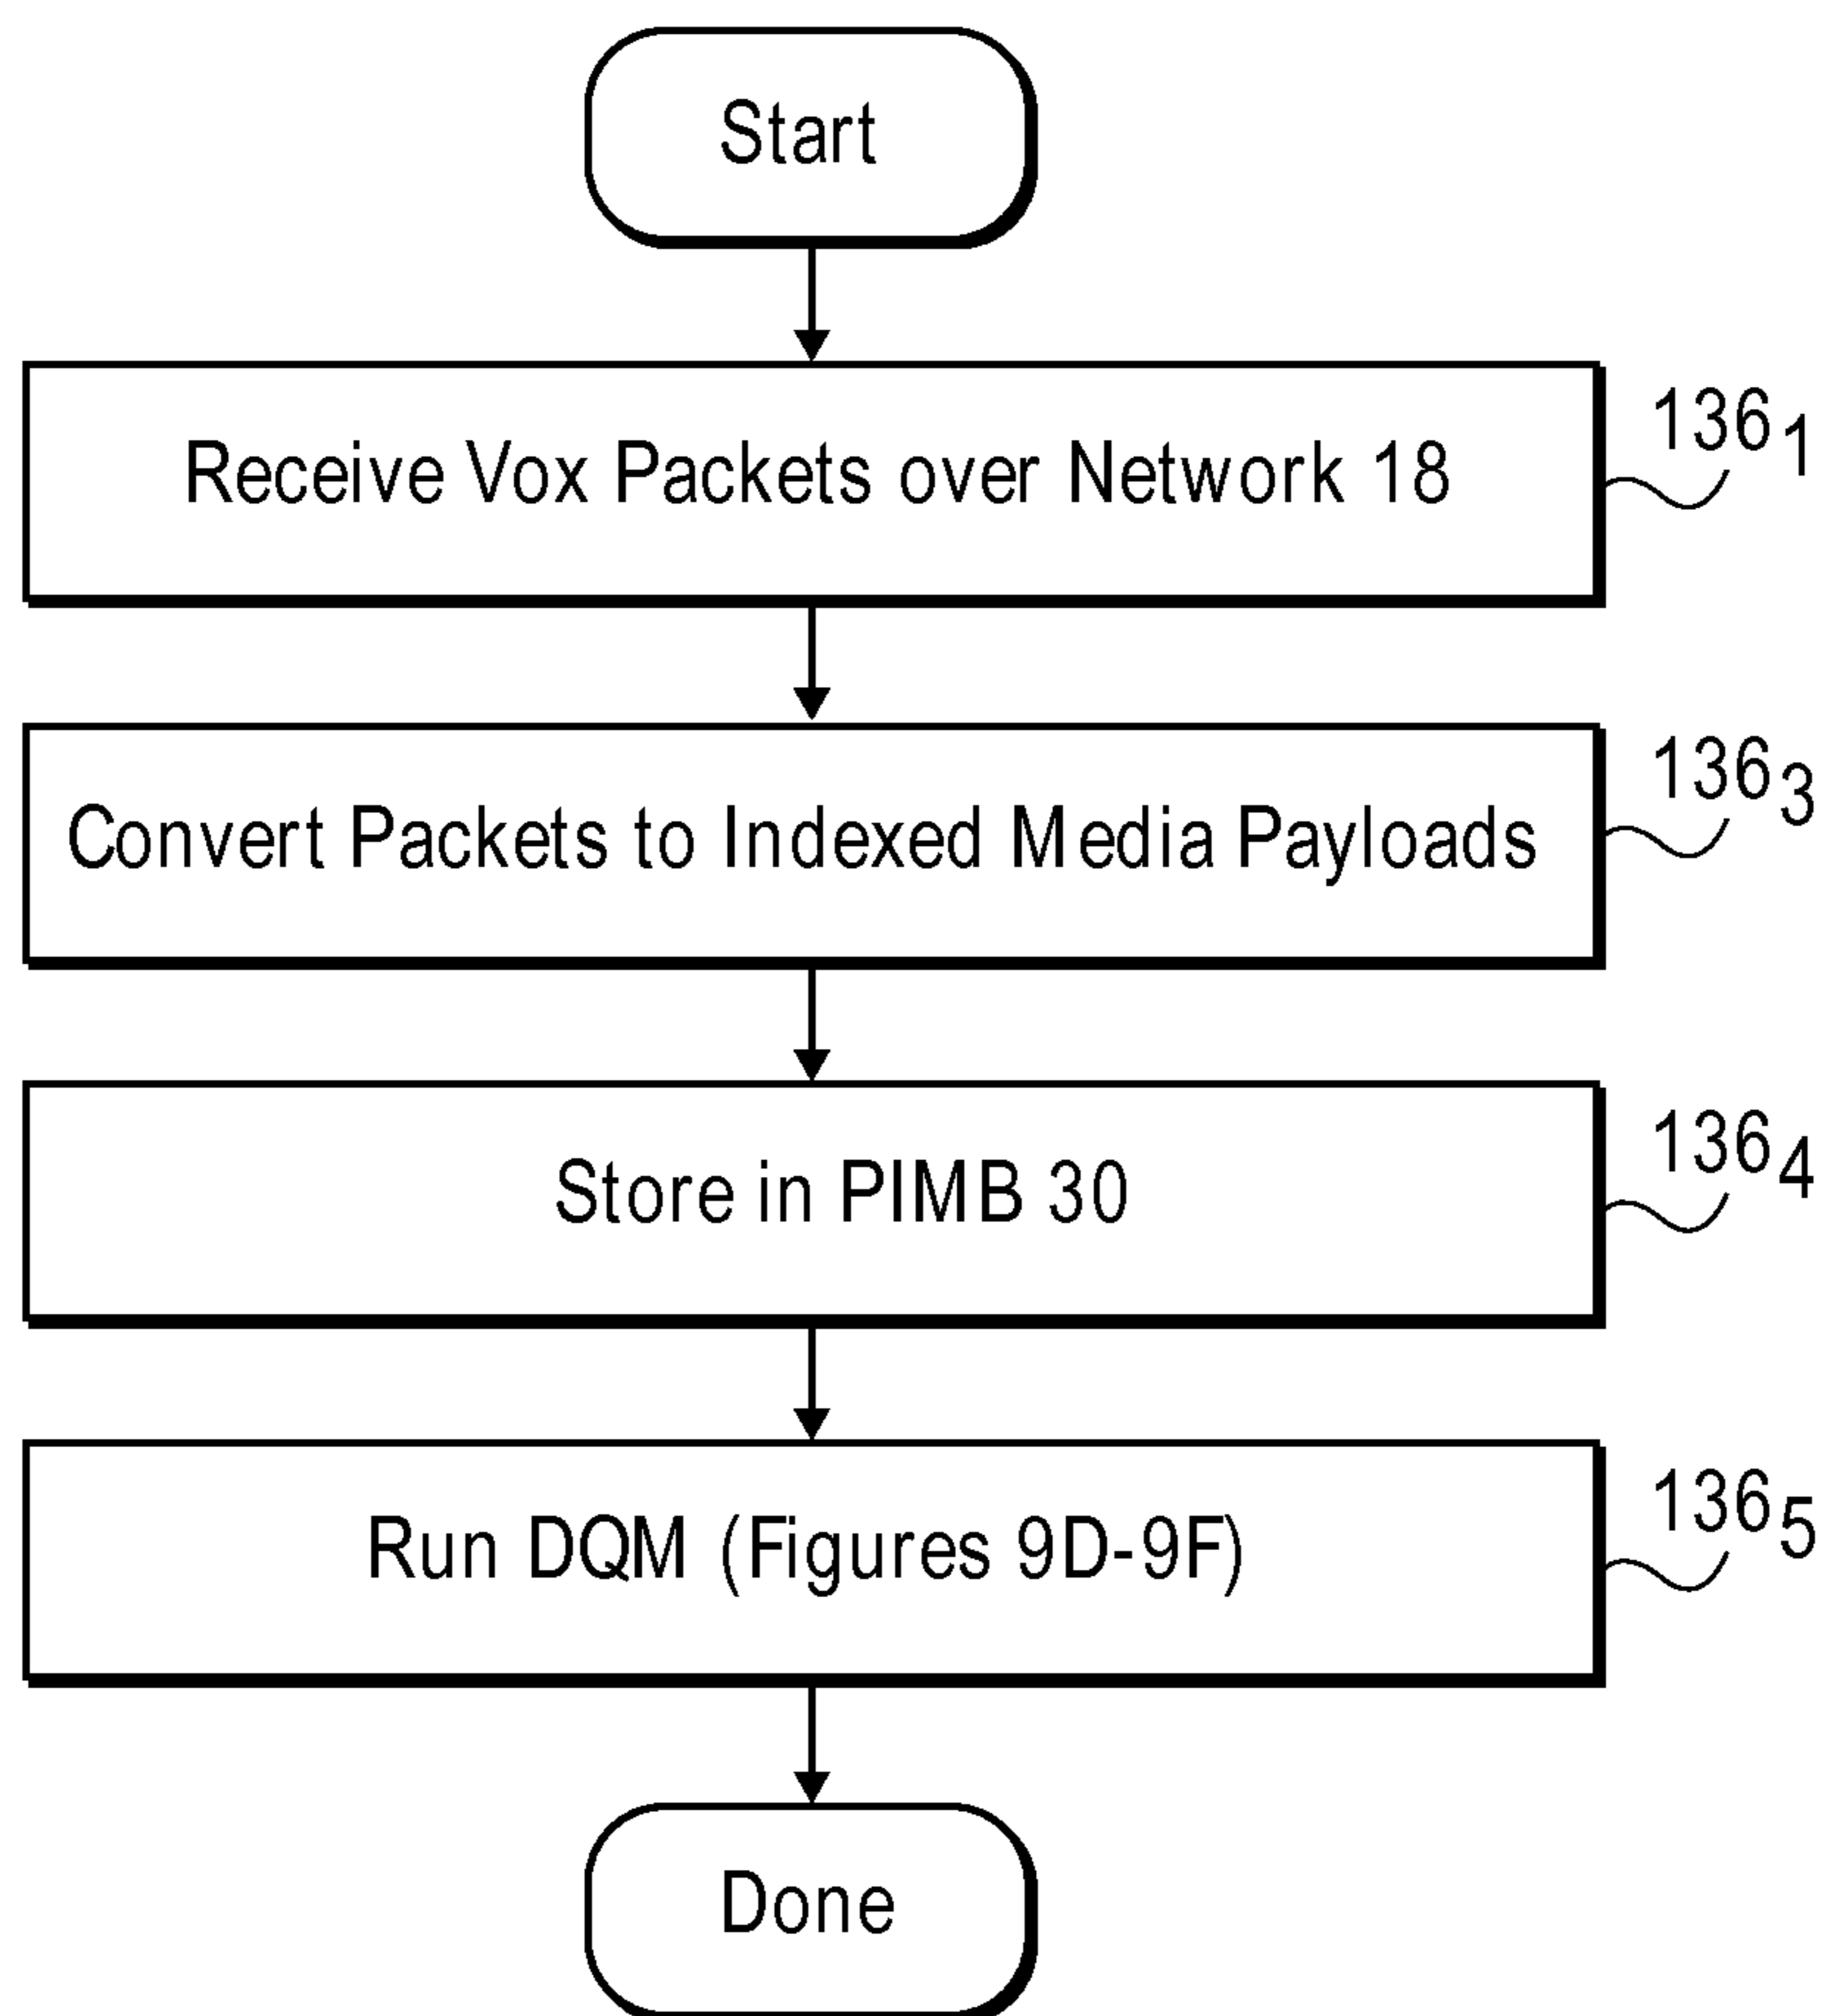 Start
Receive Vox Packets over Network 18
136₁
Convert Packets to Indexed Media Payloads
136₃
Store in PIMB 30
136₄
Run DQM (Figures 9D-9F)
136₅
Done